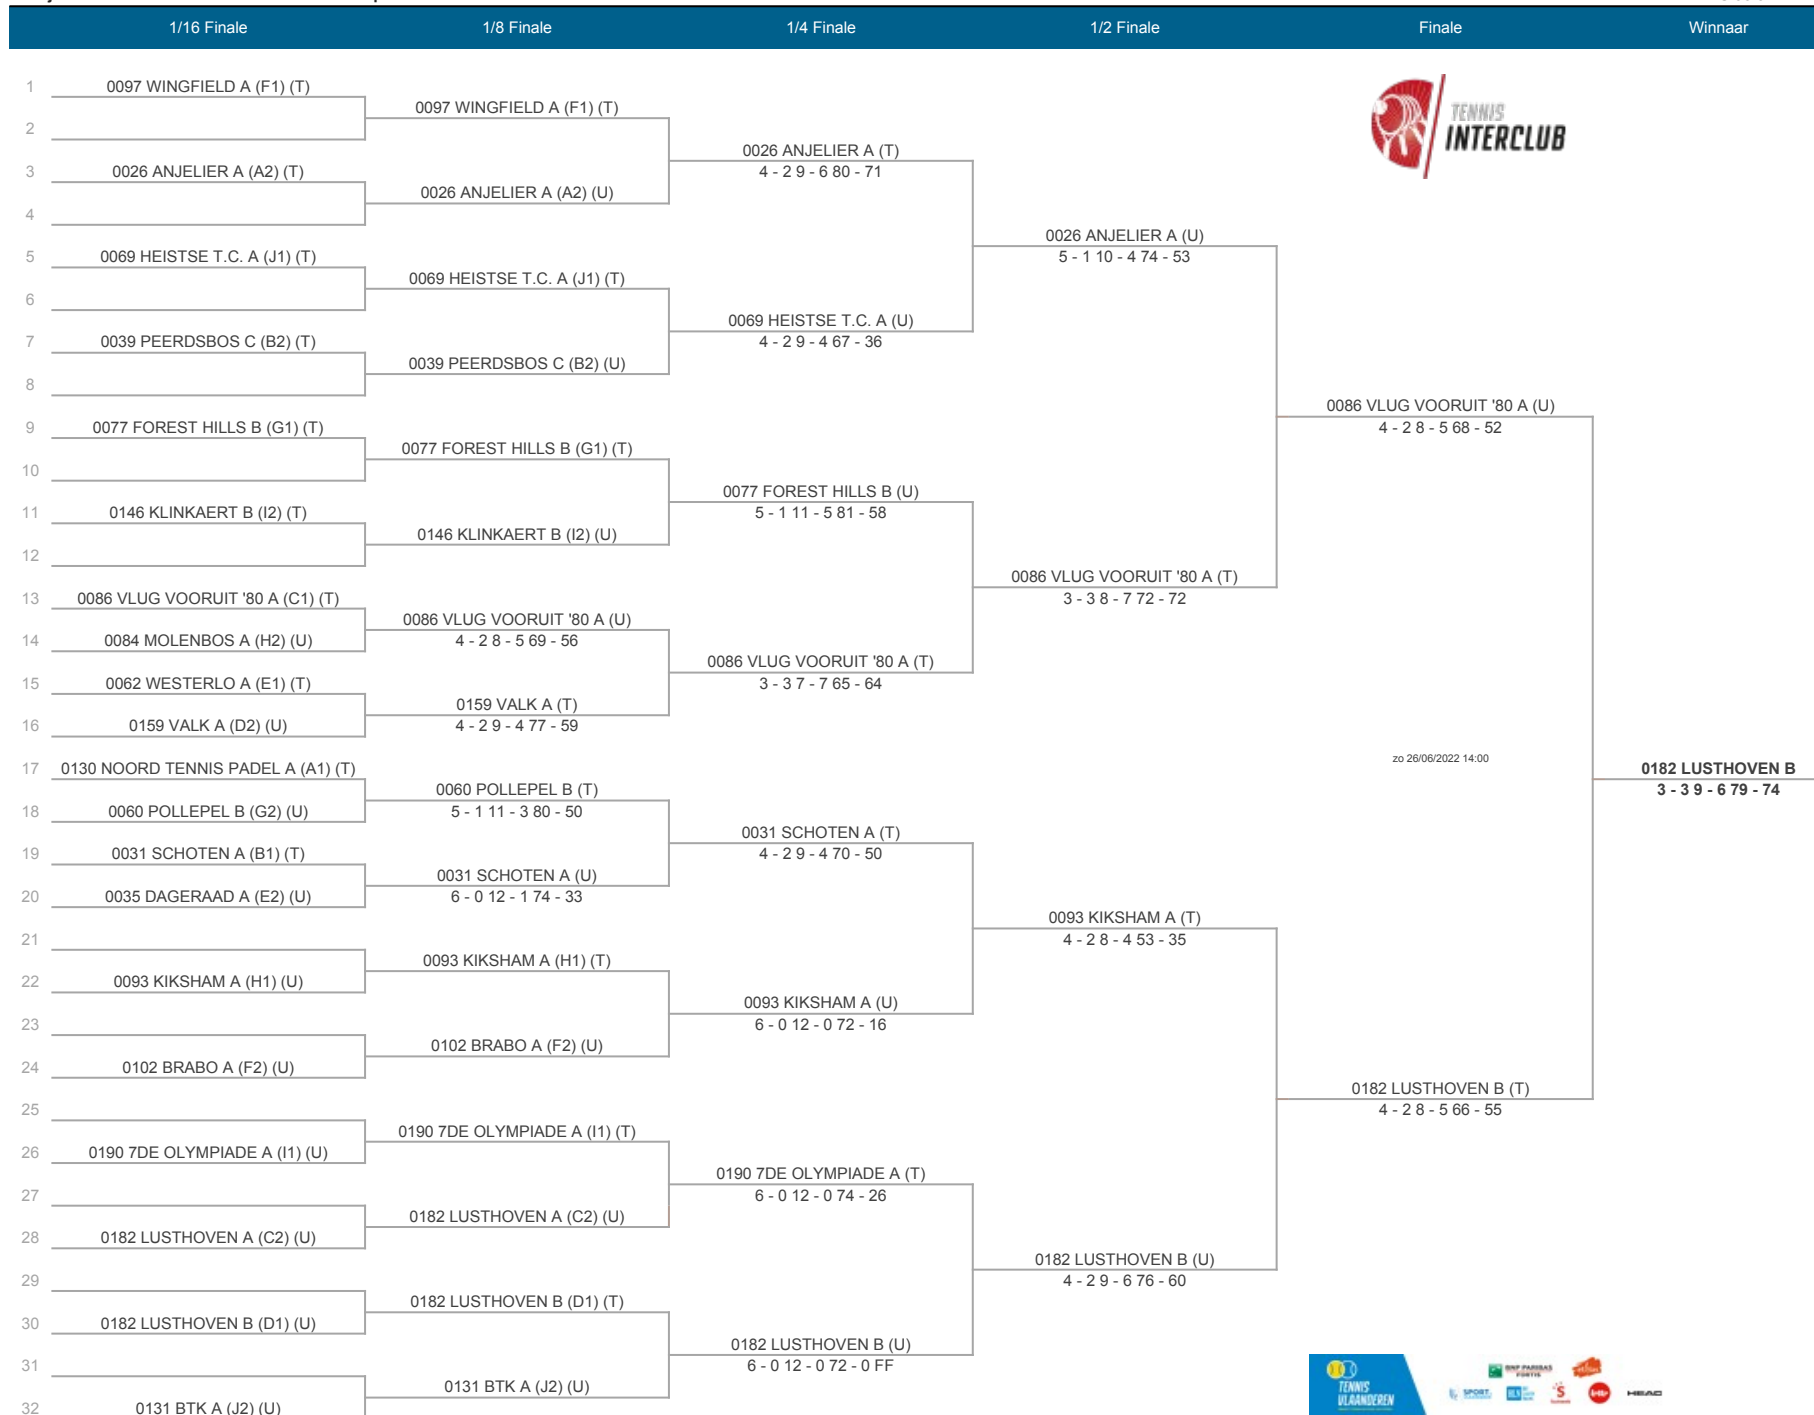 1/16 Finale 1/8 Finale 1/4 Finale 1/2 Finale Finale Winnaar
TENNIS
INTERCLUB
1 0097 WINGFIELD A (F1) (T)
0097 WINGFIELD A (F1) (T)
2
0026 ANJELIER A (T)
4 - 2 9 - 6 80 - 71
3 0026 ANJELIER A (A2) (T)
0026 ANJELIER A (A2) (U)
4
0026 ANJELIER A (U)
5 - 1 10 - 4 74 - 53
5 0069 HEISTSE T.C. A (J1) (T)
0069 HEISTSE T.C. A (J1) (T)
6
0069 HEISTSE T.C. A (U)
4 - 2 9 - 4 67 - 36
7 0039 PEERDSBOS C (B2) (T)
0039 PEERDSBOS C (B2) (U)
8
0086 VLUG VOORUIT '80 A (U)
4 - 2 8 - 5 68 - 52
9 0077 FOREST HILLS B (G1) (T)
0077 FOREST HILLS B (G1) (T)
10
0077 FOREST HILLS B (U)
5 - 1 11 - 5 81 - 58
11 0146 KLINKAERT B (I2) (T)
0146 KLINKAERT B (I2) (U)
12
0086 VLUG VOORUIT '80 A (T)
3 - 3 8 - 7 72 - 72
13 0086 VLUG VOORUIT '80 A (C1) (T)
0086 VLUG VOORUIT '80 A (U)
4 - 2 8 - 5 69 - 56
14 0084 MOLENBOS A (H2) (U)
0086 VLUG VOORUIT '80 A (T)
3 - 3 7 - 7 65 - 64
15 0062 WESTERLO A (E1) (T)
0159 VALK A (T)
4 - 2 9 - 4 77 - 59
16 0159 VALK A (D2) (U)
zo 26/06/2022 14:00
0182 LUSTHOVEN B
3 - 3 9 - 6 79 - 74
17 0130 NOORD TENNIS PADEL A (A1) (T)
0060 POLLEPEL B (T)
5 - 1 11 - 3 80 - 50
18 0060 POLLEPEL B (G2) (U)
0031 SCHOTEN A (T)
4 - 2 9 - 4 70 - 50
19 0031 SCHOTEN A (B1) (T)
0031 SCHOTEN A (U)
6 - 0 12 - 1 74 - 33
20 0035 DAGERAAD A (E2) (U)
0093 KIKSHAM A (T)
4 - 2 8 - 4 53 - 35
21
0093 KIKSHAM A (H1) (T)
22 0093 KIKSHAM A (H1) (U)
0093 KIKSHAM A (U)
6 - 0 12 - 0 72 - 16
23
0102 BRABO A (F2) (U)
24 0102 BRABO A (F2) (U)
0182 LUSTHOVEN B (T)
4 - 2 8 - 5 66 - 55
25
0190 7DE OLYMPIADE A (I1) (T)
26 0190 7DE OLYMPIADE A (I1) (U)
0190 7DE OLYMPIADE A (T)
6 - 0 12 - 0 74 - 26
27
0182 LUSTHOVEN A (C2) (U)
28 0182 LUSTHOVEN A (C2) (U)
0182 LUSTHOVEN B (U)
4 - 2 9 - 6 76 - 60
29
0182 LUSTHOVEN B (D1) (T)
30 0182 LUSTHOVEN B (D1) (U)
0182 LUSTHOVEN B (U)
6 - 0 12 - 0 72 - 0 FF
31
0131 BTK A (J2) (U)
32 0131 BTK A (J2) (U)
TENNIS
VLAANDEREN
BNP PARIBAS
FORTIS
SPORT
HEAD